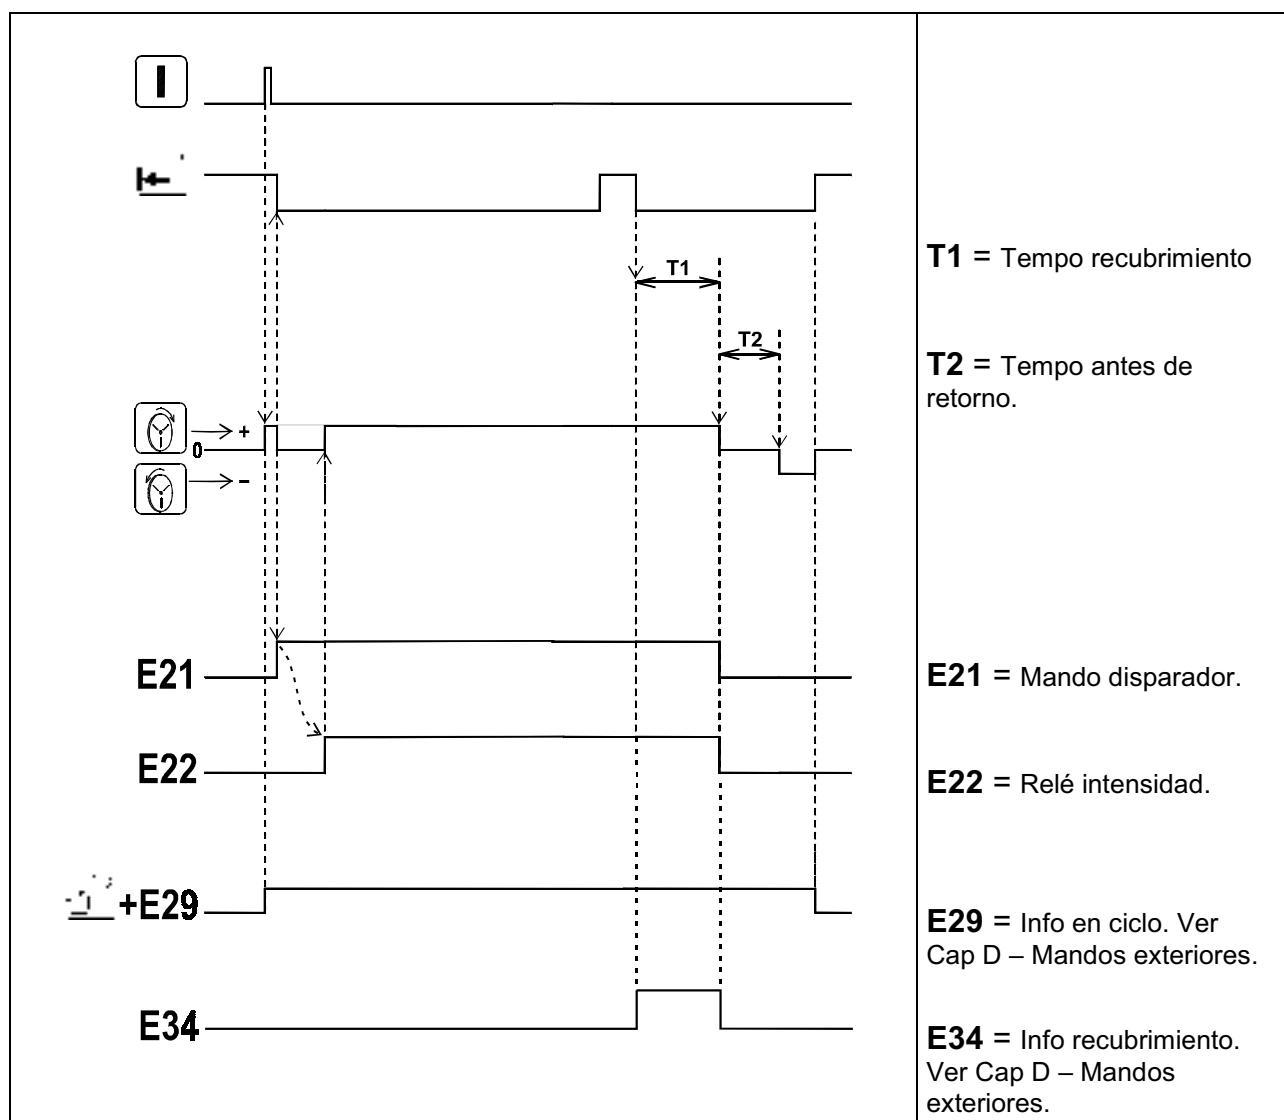 I
T1
T2
+
0
-
E21
E22
+E29
E34
T1 = Tempo recubrimiento
T2 = Tempo antes de
retorno.
E21 = Mando disparador.
E22 = Relé intensidad.
E29 = Info en ciclo. Ver
Cap D – Mandos exteriores.
E34 = Info recubrimiento.
Ver Cap D – Mandos
exteriores.